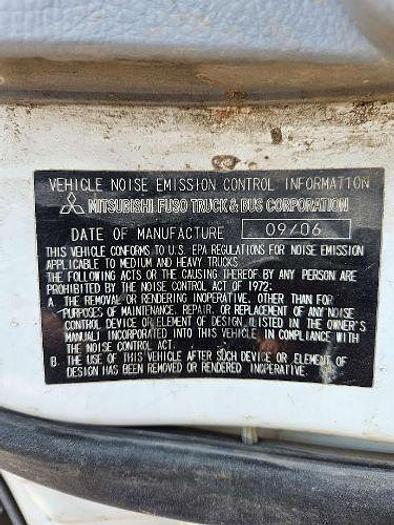 VEHICLE NOISE EMISSION CONTROL INFORMATION
MITSUBISHI FUSO TRUCK & BUS CORPORATION
DATE OF MANUFACTURE 09/06
THIS VEHICLE CONFORMS TO U.S. EPA REGULATIONS FOR NOISE EMISSION
APPLICABLE TO MEDIUM AND HEAVY TRUCKS.
THE FOLLOWING ACTS OR THE CAUSING THEREOF BY ANY PERSON ARE
PROHIBITED BY THE NOISE CONTROL ACT OF 1972:
A. THE REMOVAL OR RENDERING INOPERATIVE, OTHER THAN FOR
PURPOSES OF MAINTENANCE, REPAIR, OR REPLACEMENT OF ANY NOISE
CONTROL DEVICE OR ELEMENT OF DESIGN (LISTED IN THE OWNER'S
MANUAL) INCORPORATED INTO THIS VEHICLE, IN COMPLIANCE WITH
THE NOISE CONTROL ACT.
B. THE USE OF THIS VEHICLE AFTER SUCH DEVICE OR ELEMENT OF
DESIGN HAS BEEN REMOVED OR RENDERED INOPERATIVE.